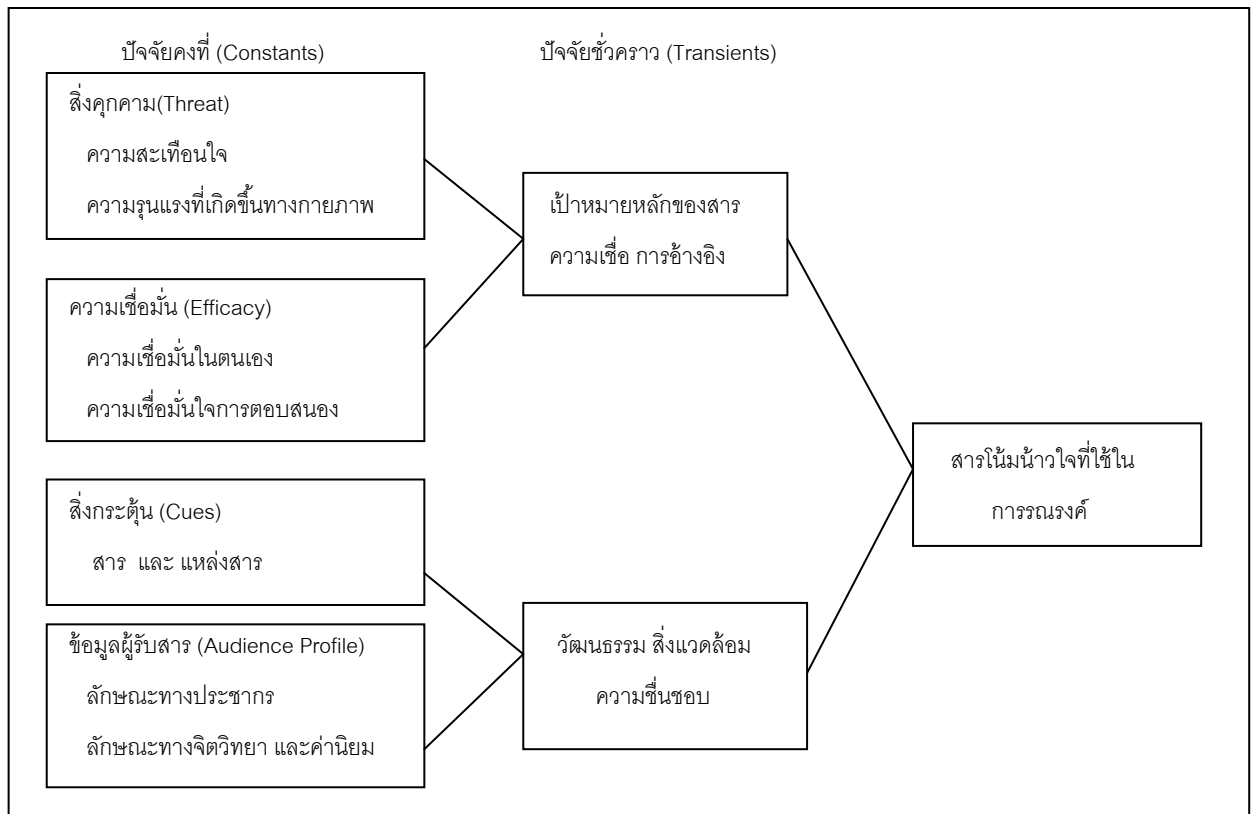 ปัจจัยคงที่ (Constants)
ปัจจัยชั่วคราว (Transients)
สิ่งคุกคาม(Threat)
ความสะเทือนใจ
ความรุนแรงที่เกิดขึ้นทางกายภาพ
ความเชื่อมั่น (Efficacy)
ความเชื่อมั่นในตนเอง
ความเชื่อมั่นใจการตอบสนอง
สิ่งกระตุ้น (Cues)
สาร และ แหล่งสาร
ข้อมูลผู้รับสาร (Audience Profile)
ลักษณะทางประชากร
ลักษณะทางจิตวิทยา และค่านิยม
เป้าหมายหลักของสาร
ความเชื่อ การอ้างอิง
วัฒนธรรม สิ่งแวดล้อม
ความชื่นชอบ
สารโน้มน้าวใจที่ใช้ใน
การรณรงค์